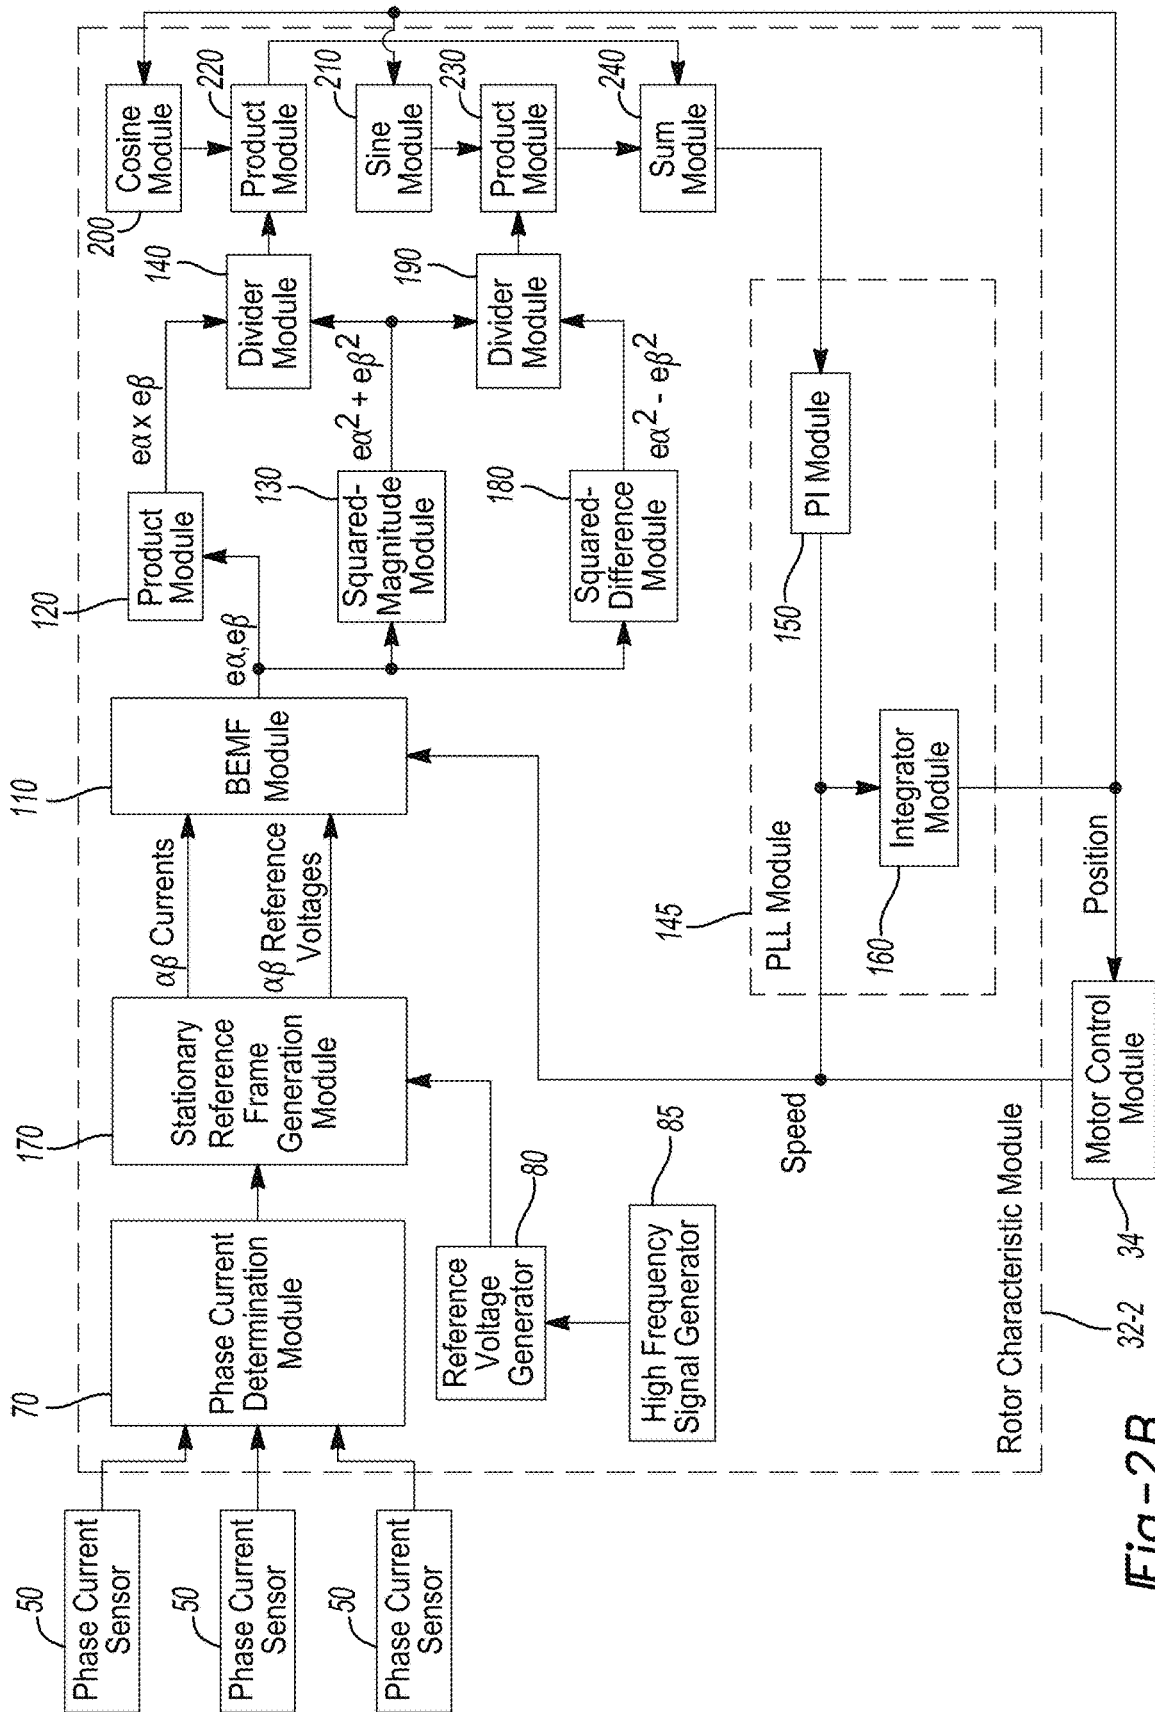 50
Phase Current
Sensor
50
Phase Current
Sensor
50
Phase Current
Sensor
70
Phase Current
Determination
Module
170
Stationary
Reference
Frame
Generation
Module
80
Reference
Voltage
Generator
85
High Frequency
Signal Generator
αβ Currents
αβ Reference
Voltages
110
BEMF
Module
eα,eβ
120
Product
Module
eα x eβ
130
Squared-
Magnitude
Module
eα² + eβ²
180
Squared-
Difference
Module
eα² - eβ²
140
Divider
Module
190
Divider
Module
200
Cosine
Module
220
Product
Module
210
Sine
Module
230
Product
Module
240
Sum
Module
145
PLL Module
150
PI Module
160
Integrator
Module
Speed
Position
Rotor Characteristic Module
32-2
34
Motor Control
Module
Fig-2B